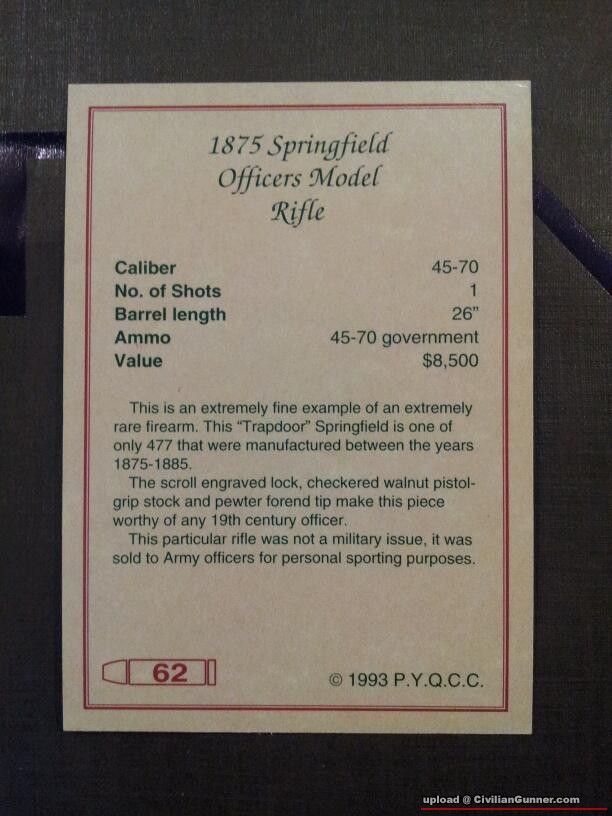 1875 Springfield
Officers Model
Rifle
Caliber 45-70
No. of Shots 1
Barrel length 26”
Ammo 45-70 government
Value $8,500
This is an extremely fine example of an extremely
rare firearm. This “Trapdoor” Springfield is one of
only 477 that were manufactured between the years
1875-1885.
The scroll engraved lock, checkered walnut pistol-
grip stock and pewter forend tip make this piece
worthy of any 19th century officer.
This particular rifle was not a military issue, it was
sold to Army officers for personal sporting purposes.
62
© 1993 P.Y.Q.C.C.
upload @ CivilianGunner.com